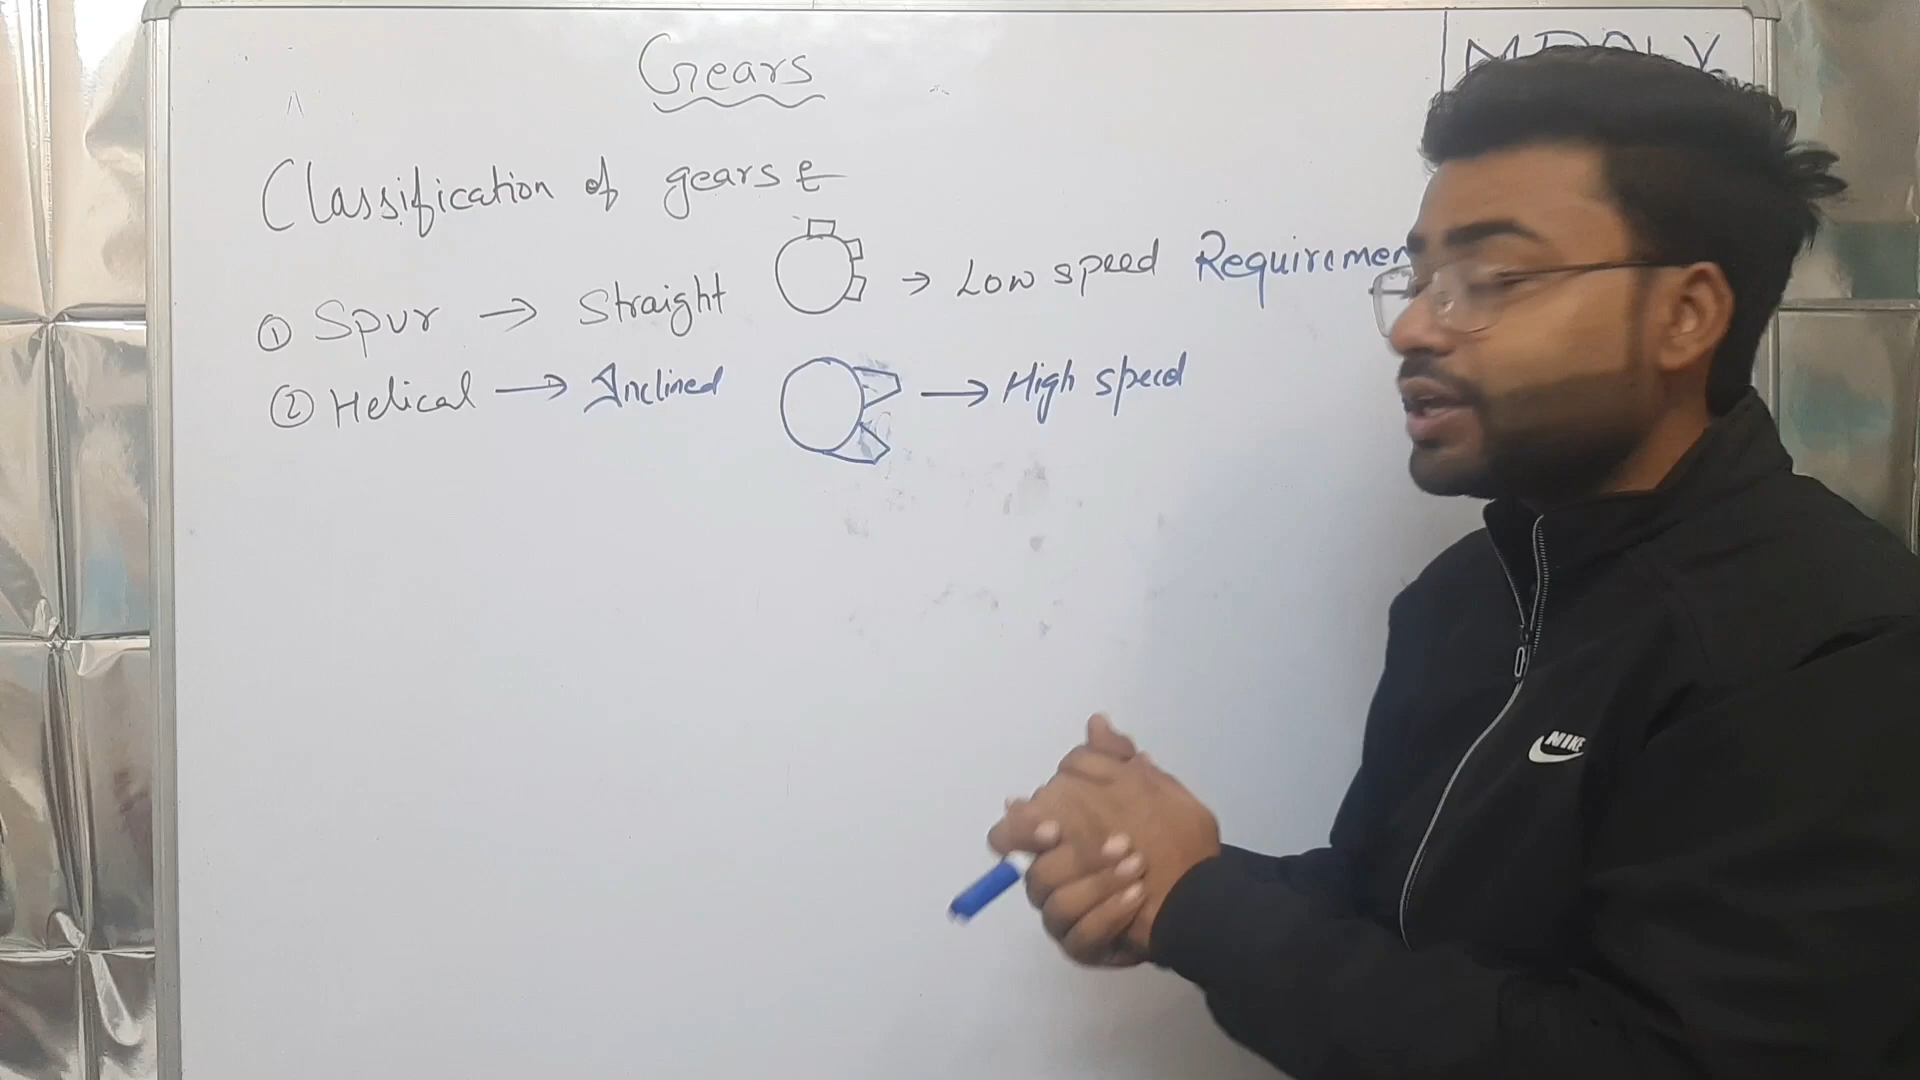 Gears
Classification of gears :-
① Spur → Straight → Low speed Requiremen
② Helical → Inclined → High speed
NIKE